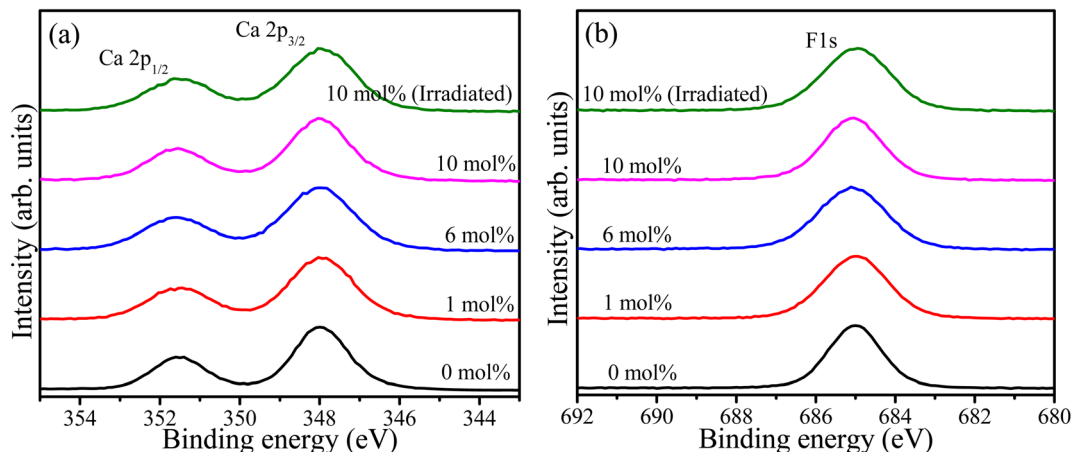 (a)
Ca 2p1/2
Ca 2p3/2
10 mol% (Irradiated)
10 mol%
6 mol%
1 mol%
0 mol%
Intensity (arb. units)
354 352 350 348 346 344
Binding energy (eV)
(b)
F1s
10 mol% (Irradiated)
10 mol%
6 mol%
1 mol%
0 mol%
Intensity (arb. units)
692 690 688 686 684 682 680
Binding energy (eV)